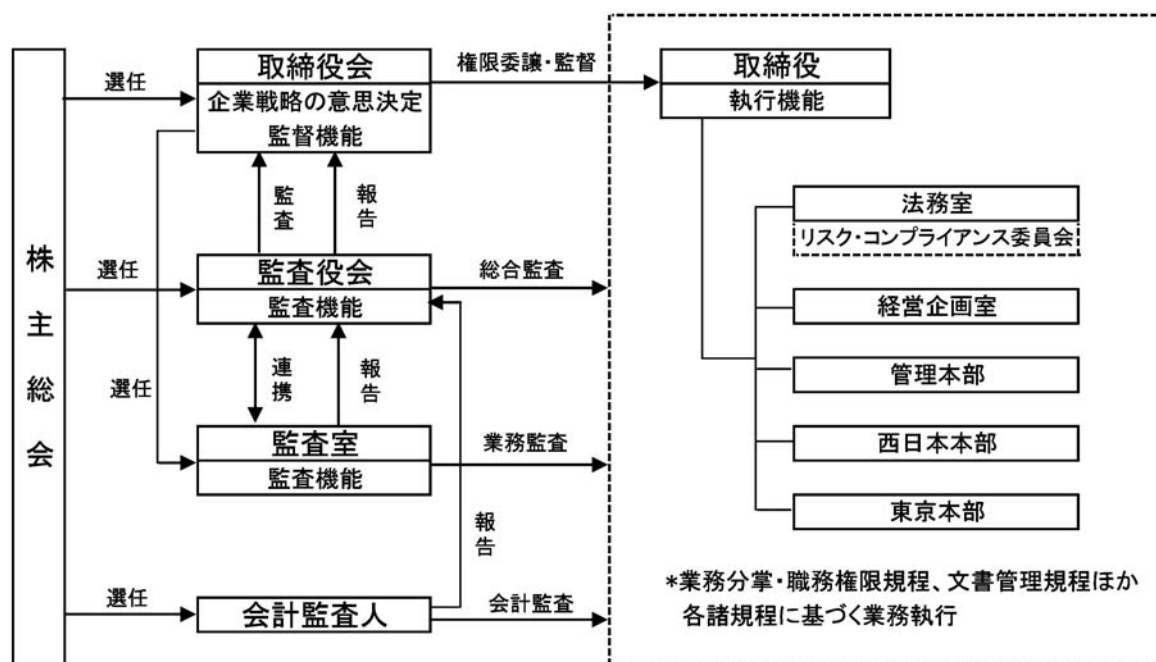 株主総会
選任
取締役会
企業戦略の意思決定
監督機能
権限委譲・監督
取締役
執行機能
監査
報告
法務室
リスク・コンプライアンス委員会
選任
監査役会
監査機能
総合監査
経営企画室
選任
連携
報告
管理本部
監査室
監査機能
業務監査
西日本本部
報告
東京本部
選任
会計監査人
会計監査
*業務分掌・職務権限規程、文書管理規程ほか
各諸規程に基づく業務執行